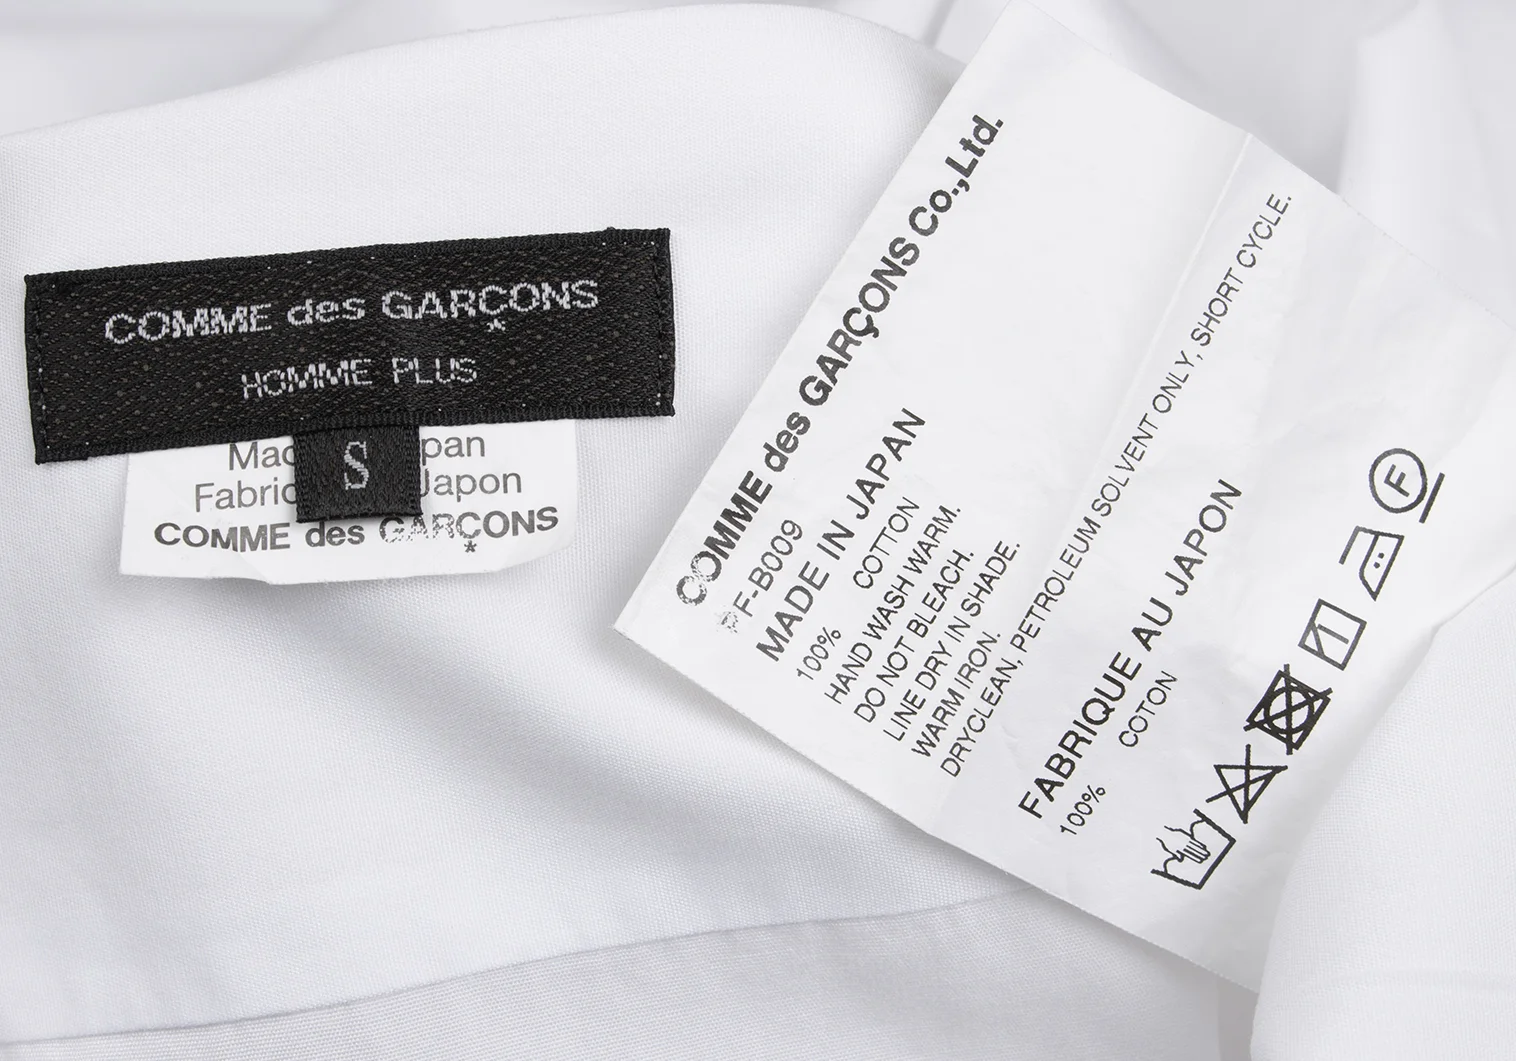 COMME des GARÇONS
HOMME PLUS
S
COMME des GARÇONS
COMME des GARÇONS Co.,Ltd.
PF-B009
MADE IN JAPAN
100% COTTON
HAND WASH WARM.
DO NOT BLEACH.
LINE DRY IN SHADE.
WARM IRON.
DRYCLEAN, PETROLEUM SOLVENT ONLY, SHORT CYCLE.
FABRIQUE AU JAPON
100% COTON
F